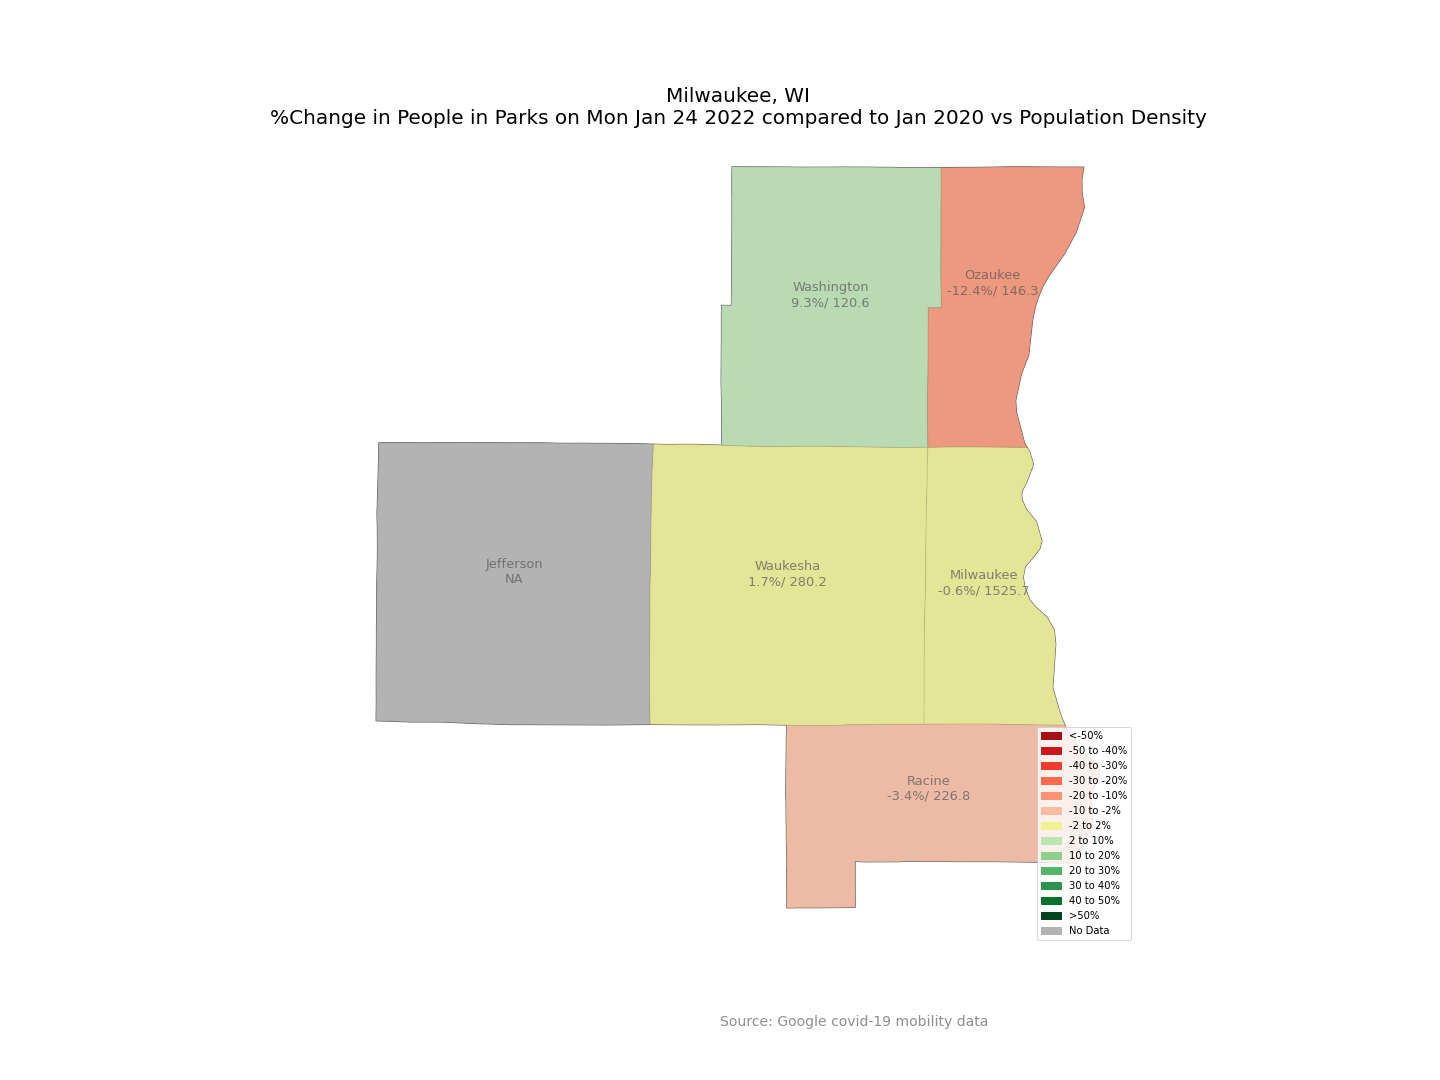 Milwaukee, WI
%Change in People in Parks on Mon Jan 24 2022 compared to Jan 2020 vs Population Density
Washington
9.3%/ 120.6
Ozaukee
-12.4%/ 146.3
Jefferson
NA
Waukesha
1.7%/ 280.2
Milwaukee
-0.6%/ 1525.7
Racine
-3.4%/ 226.8
<-50%
-50 to -40%
-40 to -30%
-30 to -20%
-20 to -10%
-10 to -2%
-2 to 2%
2 to 10%
10 to 20%
20 to 30%
30 to 40%
40 to 50%
>50%
No Data
Source: Google covid-19 mobility data